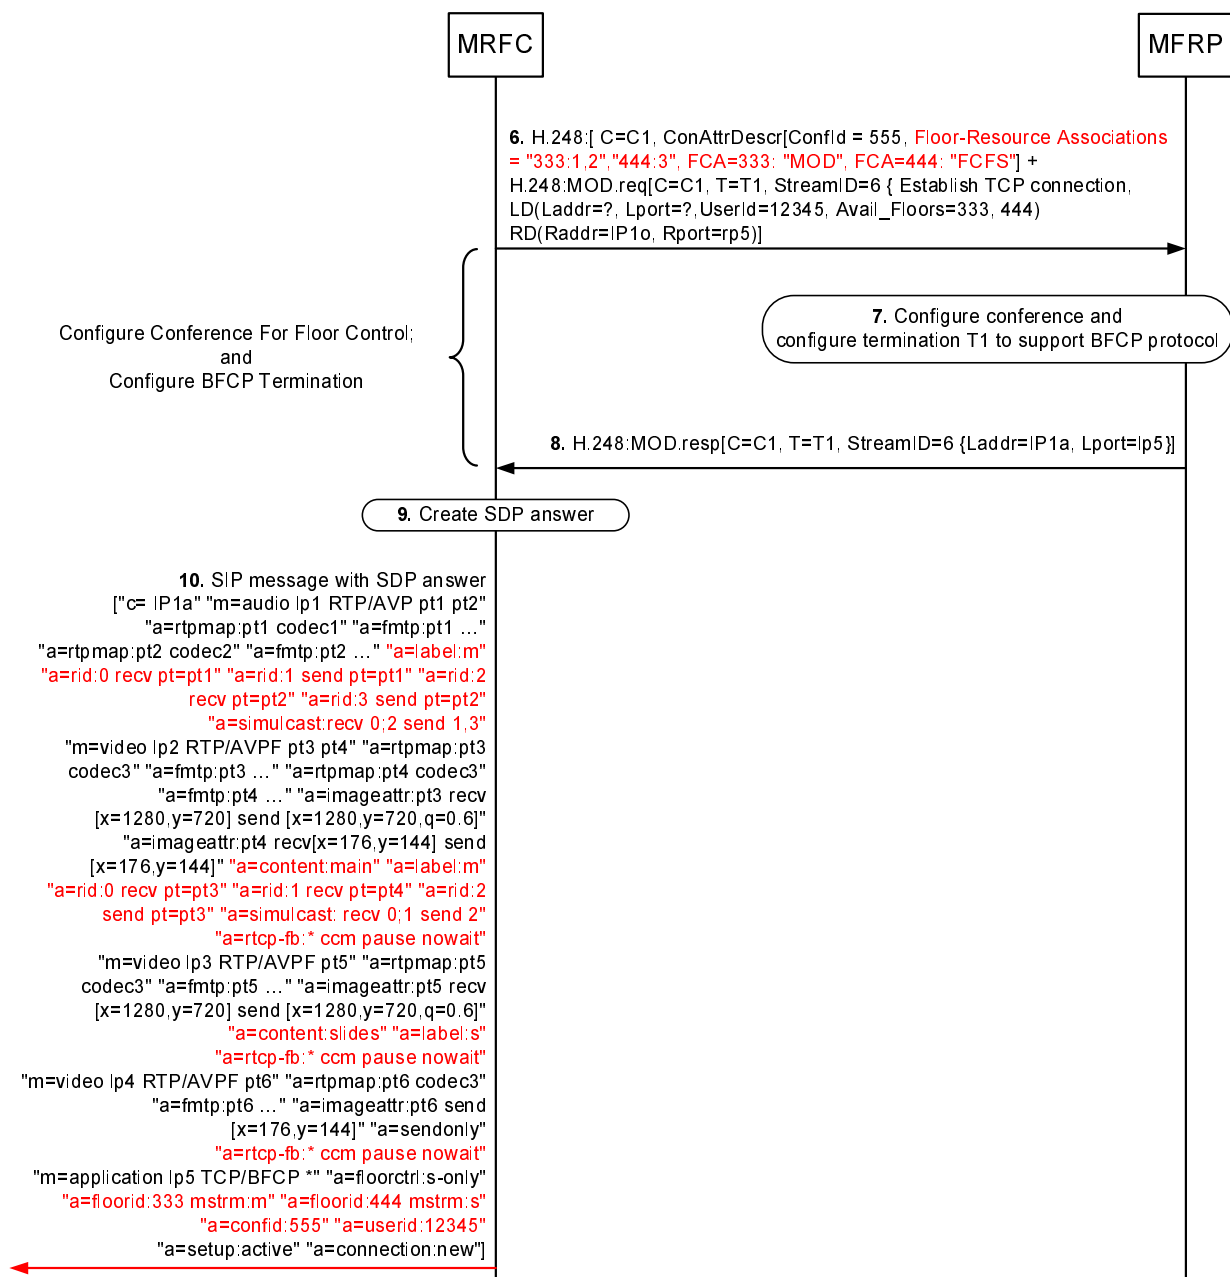 MRFC
MFRP
6. H.248:[ C=C1, ConAttrDescr[ConfId = 555, Floor-Resource Associations
= "333:1,2","444:3", FCA=333: "MOD", FCA=444: "FCFS"] +
H.248:MOD.req[C=C1, T=T1, StreamID=6 { Establish TCP connection,
LD(Laddr=?, Lport=?,UserId=12345, Avail_Floors=333, 444)
RD(Raddr=IP1o, Rport=rp5)]
Configure Conference For Floor Control;
and
Configure BFCP Termination
7. Configure conference and
configure termination T1 to support BFCP protocol
8. H.248:MOD.resp[C=C1, T=T1, StreamID=6 {Laddr=IP1a, Lport=lp5}]
9. Create SDP answer
10. SIP message with SDP answer
["c= IP1a" "m=audio lp1 RTP/AVP pt1 pt2"
"a=rtpmap:pt1 codec1" "a=fmtp:pt1 ..."
"a=rtpmap:pt2 codec2" "a=fmtp:pt2 ..." "a=label:m"
"a=rid:0 recv pt=pt1" "a=rid:1 send pt=pt1" "a=rid:2
recv pt=pt2" "a=rid:3 send pt=pt2"
"a=simulcast:recv 0;2 send 1,3"
"m=video lp2 RTP/AVPF pt3 pt4" "a=rtpmap:pt3
codec3" "a=fmtp:pt3 ..." "a=rtpmap:pt4 codec3"
"a=fmtp:pt4 ..." "a=imageattr:pt3 recv
[x=1280,y=720] send [x=1280,y=720,q=0.6]"
"a=imageattr:pt4 recv[x=176,y=144] send
[x=176,y=144]" "a=content:main" "a=label:m"
"a=rid:0 recv pt=pt3" "a=rid:1 recv pt=pt4" "a=rid:2
send pt=pt3" "a=simulcast: recv 0;1 send 2"
"a=rtcp-fb:* ccm pause nowait"
"m=video lp3 RTP/AVPF pt5" "a=rtpmap:pt5
codec3" "a=fmtp:pt5 ..." "a=imageattr:pt5 recv
[x=1280,y=720] send [x=1280,y=720,q=0.6]"
"a=content:slides" "a=label:s"
"a=rtcp-fb:* ccm pause nowait"
"m=video lp4 RTP/AVPF pt6" "a=rtpmap:pt6 codec3"
"a=fmtp:pt6 ..." "a=imageattr:pt6 send
[x=176,y=144]" "a=sendonly"
"a=rtcp-fb:* ccm pause nowait"
"m=application lp5 TCP/BFCP *" "a=floorctrl:s-only"
"a=floorid:333 mstrm:m" "a=floorid:444 mstrm:s"
"a=confid:555" "a=userid:12345"
"a=setup:active" "a=connection:new"]